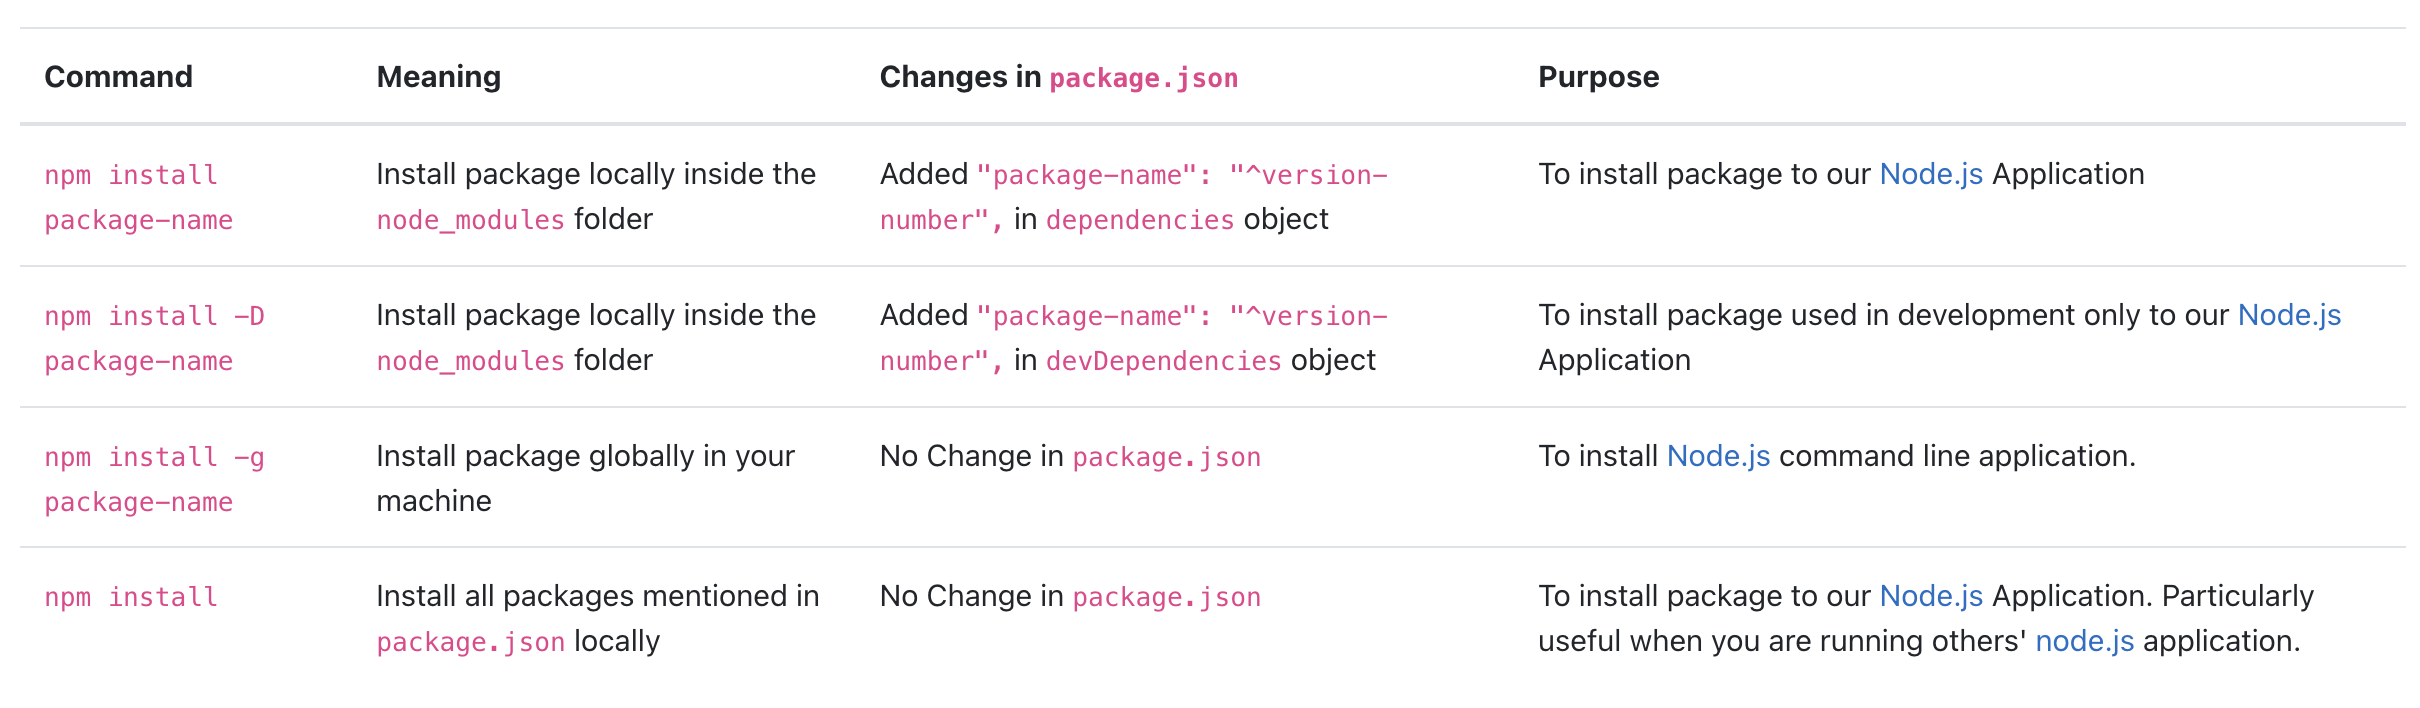 Command Meaning Changes in package.json Purpose
npm install Install package locally inside the Added "package-name": "^version- To install package to our Node.js Application
package-name node_modules folder number", in dependencies object
npm install -D Install package locally inside the Added "package-name": "^version- To install package used in development only to our Node.js
package-name node_modules folder number", in devDependencies object Application
npm install -g Install package globally in your No Change in package.json To install Node.js command line application.
package-name machine
npm install Install all packages mentioned in No Change in package.json To install package to our Node.js Application. Particularly
package.json locally useful when you are running others' node.js application.